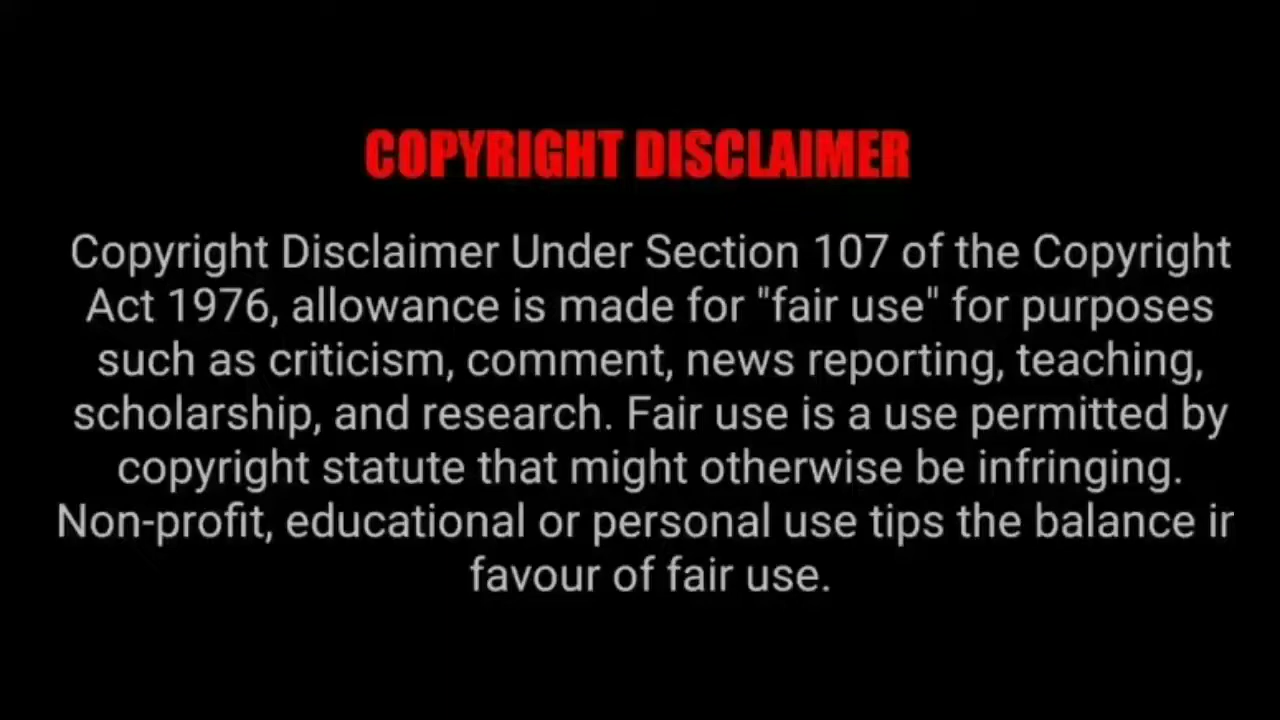 COPYRIGHT DISCLAIMER
Copyright Disclaimer Under Section 107 of the Copyright
Act 1976, allowance is made for "fair use" for purposes
such as criticism, comment, news reporting, teaching,
scholarship, and research. Fair use is a use permitted by
copyright statute that might otherwise be infringing.
Non-profit, educational or personal use tips the balance in
favour of fair use.